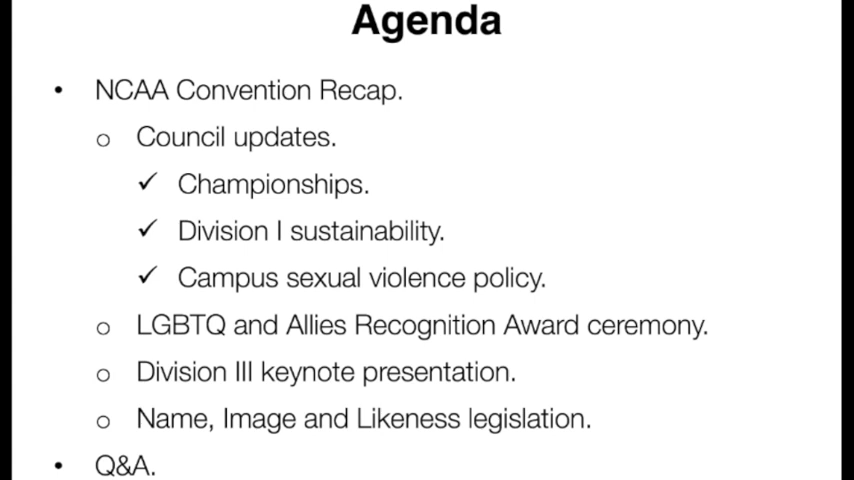 Agenda
• NCAA Convention Recap.
o Council updates.
✓ Championships.
✓ Division I sustainability.
✓ Campus sexual violence policy.
o LGBTQ and Allies Recognition Award ceremony.
o Division III keynote presentation.
o Name, Image and Likeness legislation.
• Q&A.